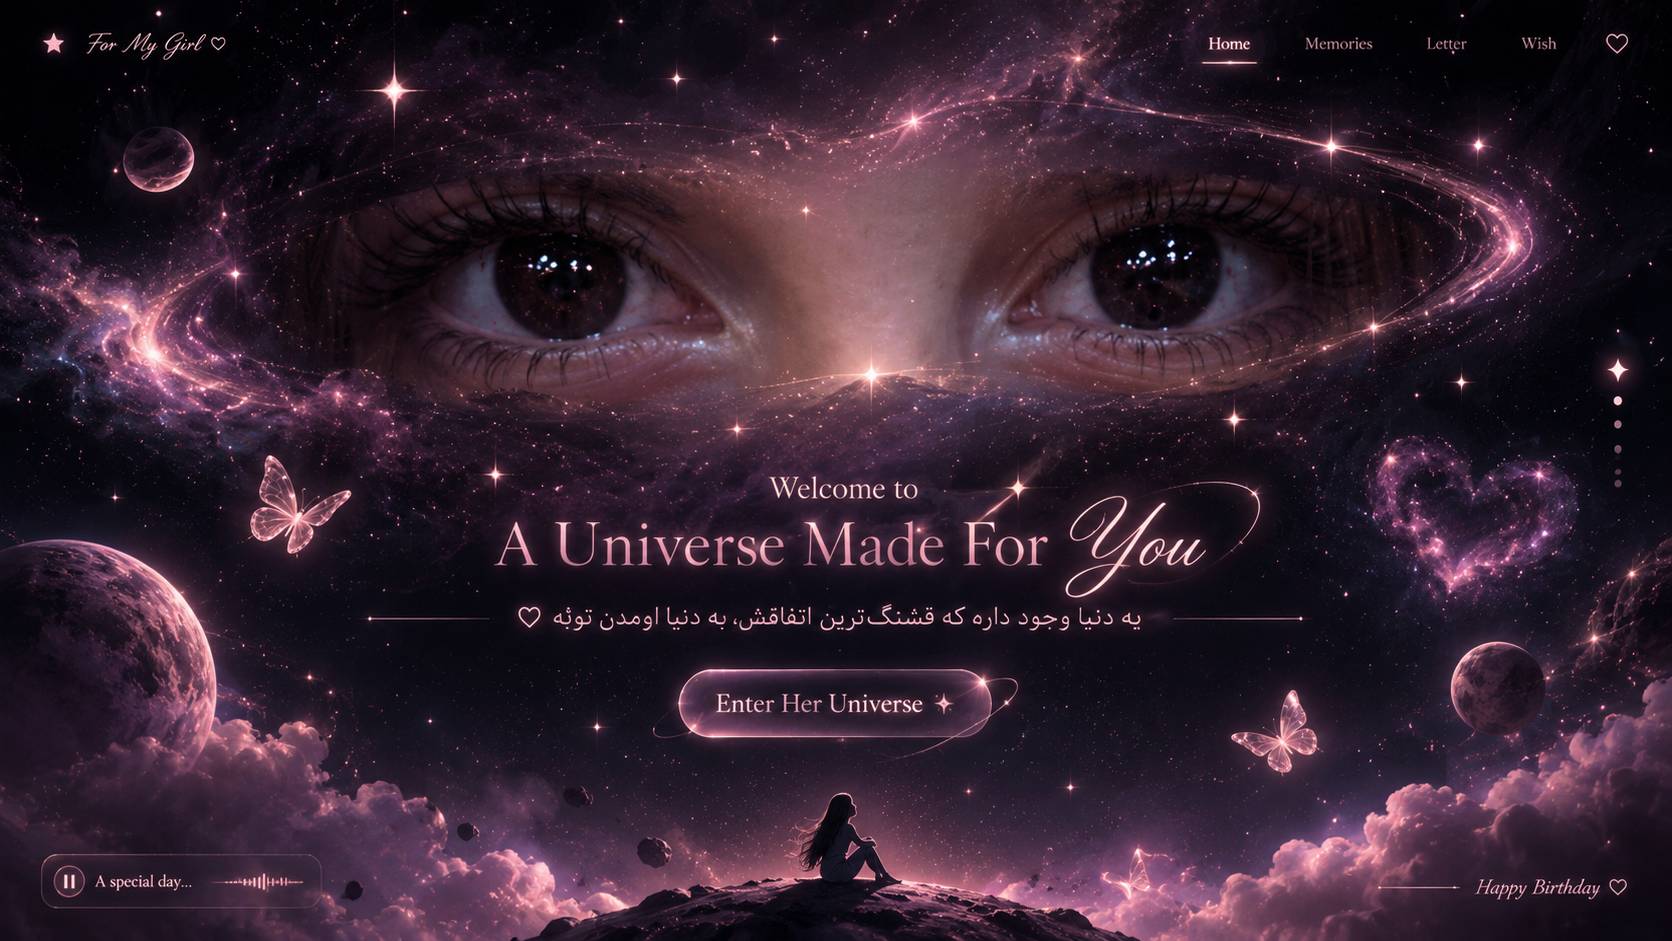 For My Girl ♡
Home Memories Letter Wish
Welcome to
A Universe Made For You
یه دنیا وجود داره که قشنگ‌ترین اتفاقش، به دنیا اومدن توئه ♡
Enter Her Universe
A special day...
Happy Birthday ♡